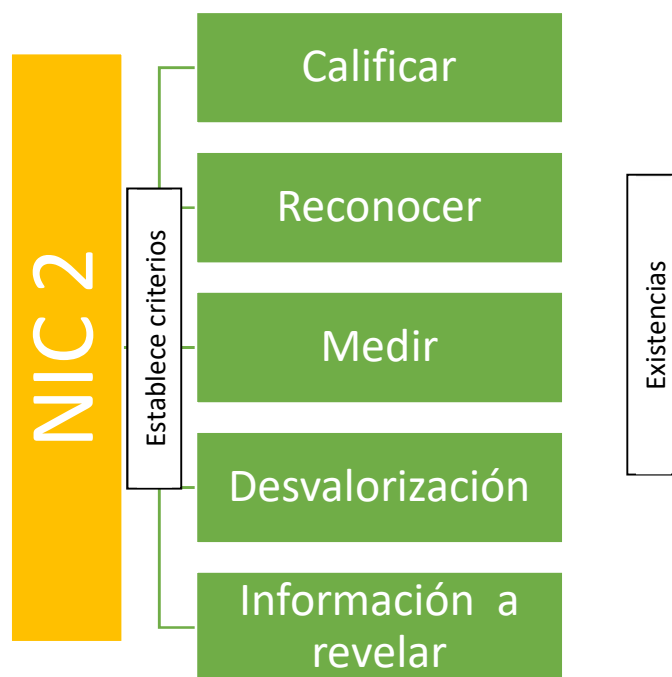 NIC 2
Establece criterios
Calificar
Reconocer
Medir
Desvalorización
Información a
revelar
Existencias